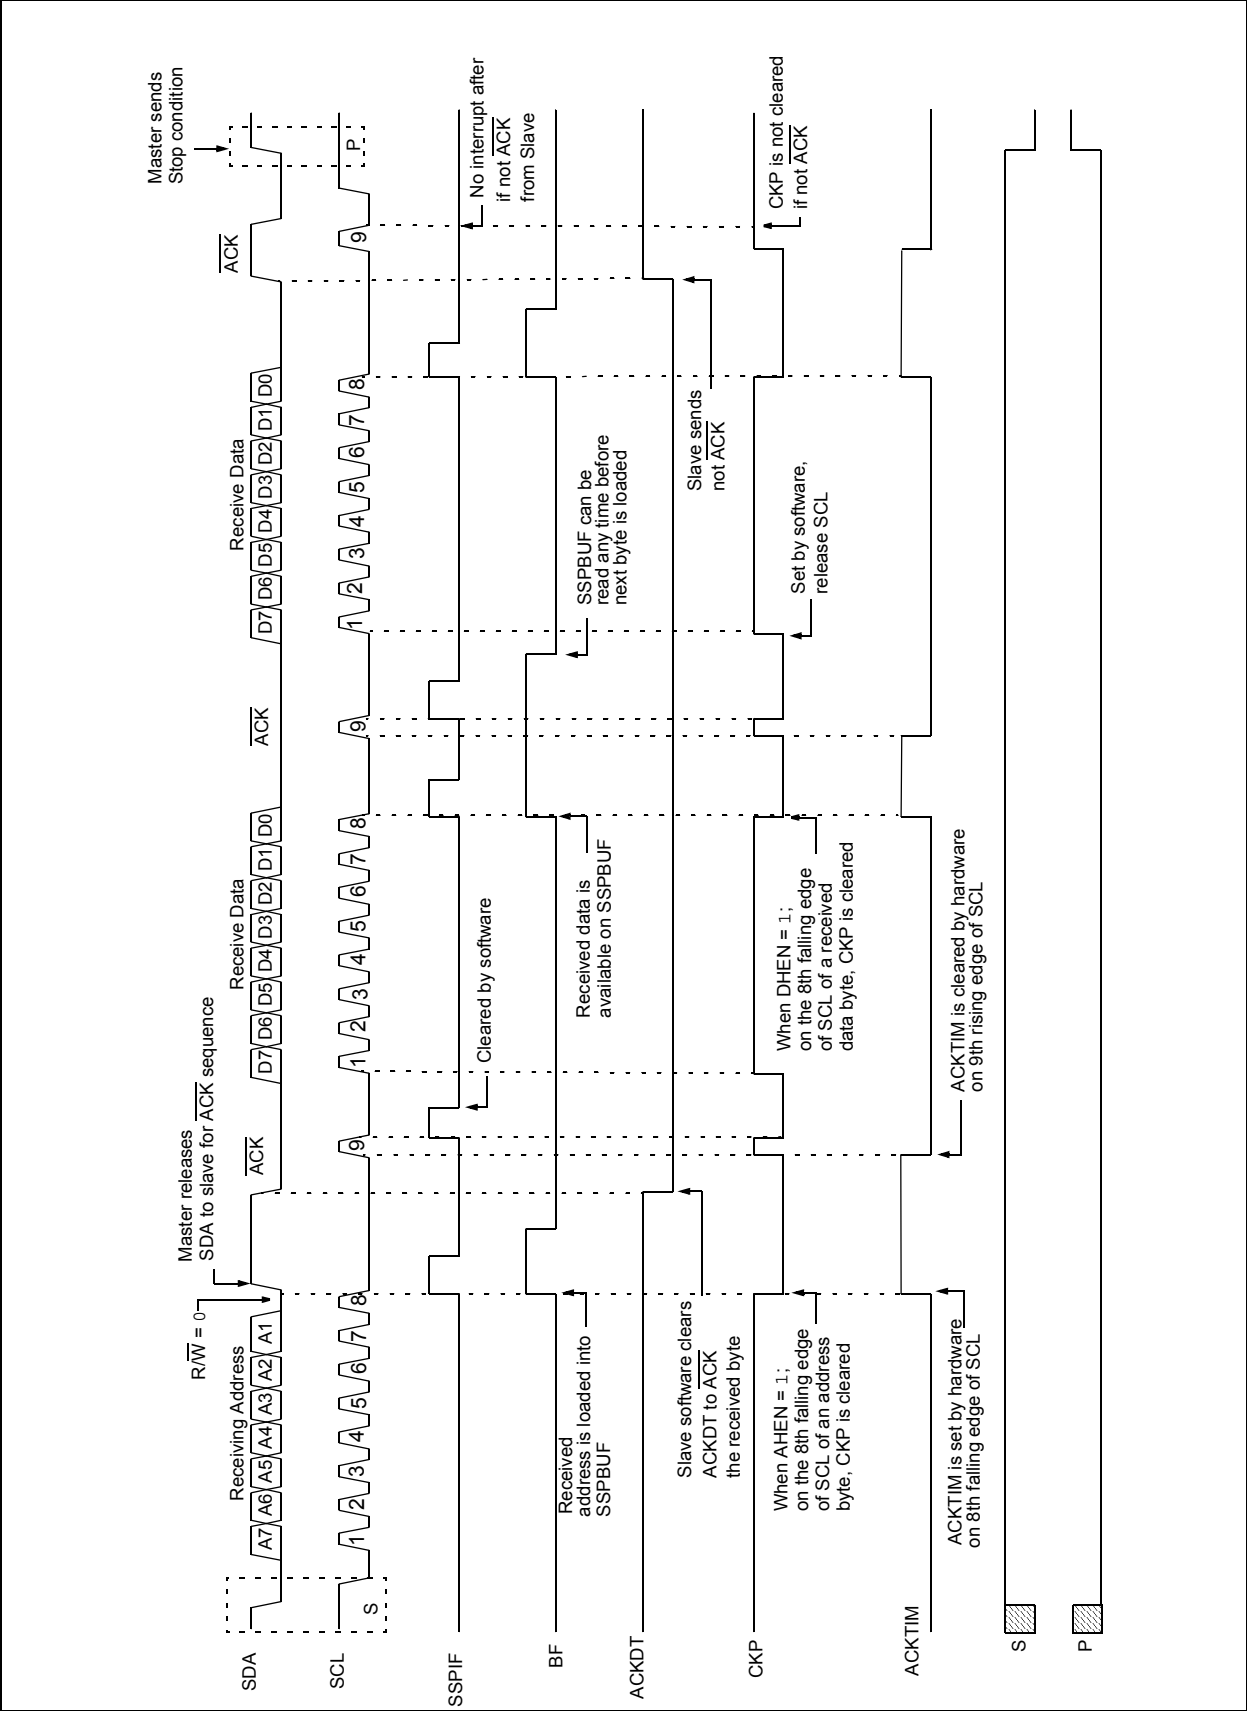 Master sends
Stop condition
Master releases
SDA to slave for ACK sequence
R/W = 0
Receiving Address
Receive Data
Receive Data
ACK
ACK
ACK
SDA
A7 A6 A5 A4 A3 A2 A1
D7 D6 D5 D4 D3 D2 D1 D0
D7 D6 D5 D4 D3 D2 D1 D0
SCL
S
1 2 3 4 5 6 7 8 9
1 2 3 4 5 6 7 8 9
1 2 3 4 5 6 7 8 9
P
SSPIF
Cleared by software
No interrupt after
if not ACK
from Slave
BF
Received
address is loaded into
SSPBUF
Received data is
available on SSPBUF
SSPBUF can be
read any time before
next byte is loaded
ACKDT
Slave software clears
ACKDT to ACK
the received byte
Slave sends
not ACK
CKP
When AHEN = 1;
on the 8th falling edge
of SCL of an address
byte, CKP is cleared
When DHEN = 1;
on the 8th falling edge
of SCL of a received
data byte, CKP is cleared
Set by software,
release SCL
CKP is not cleared
if not ACK
ACKTIM
ACKTIM is set by hardware
on 8th falling edge of SCL
ACKTIM is cleared by hardware
on 9th rising edge of SCL
S
P